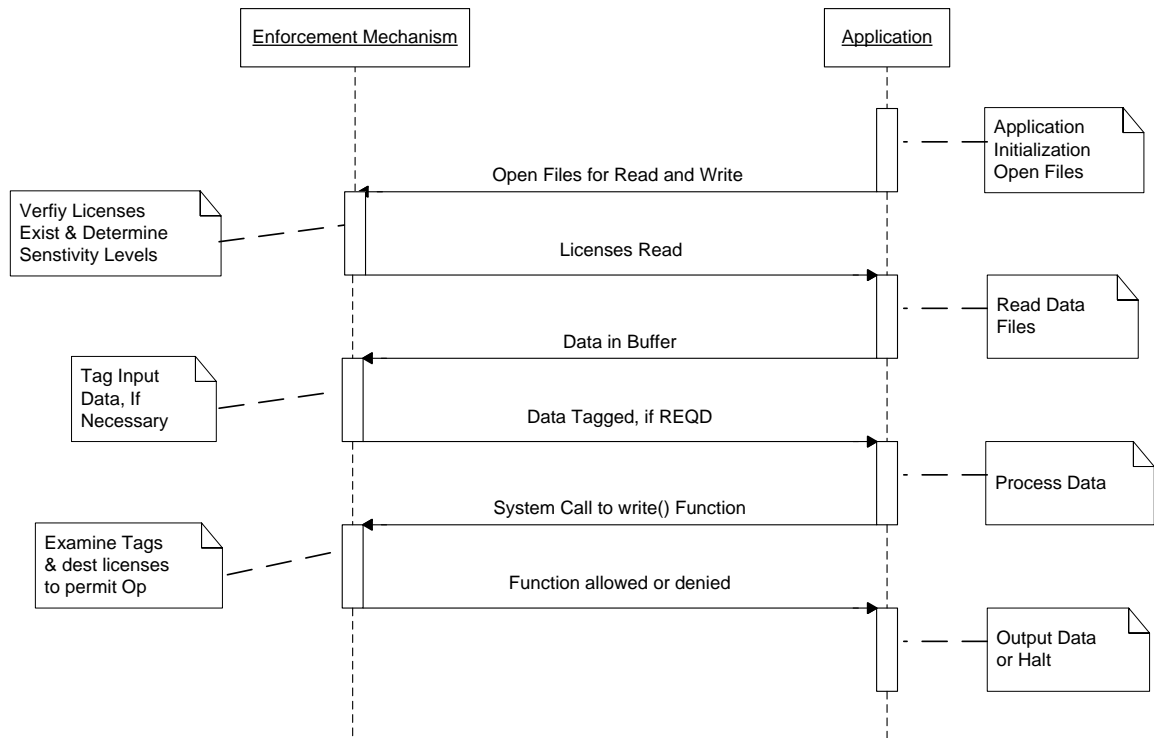 Enforcement Mechanism
Application
Application
Initialization
Open Files
Open Files for Read and Write
Verfiy Licenses
Exist & Determine
Senstivity Levels
Licenses Read
Read Data
Files
Data in Buffer
Tag Input
Data, If
Necessary
Data Tagged, if REQD
Process Data
System Call to write() Function
Examine Tags
& dest licenses
to permit Op
Function allowed or denied
Output Data
or Halt